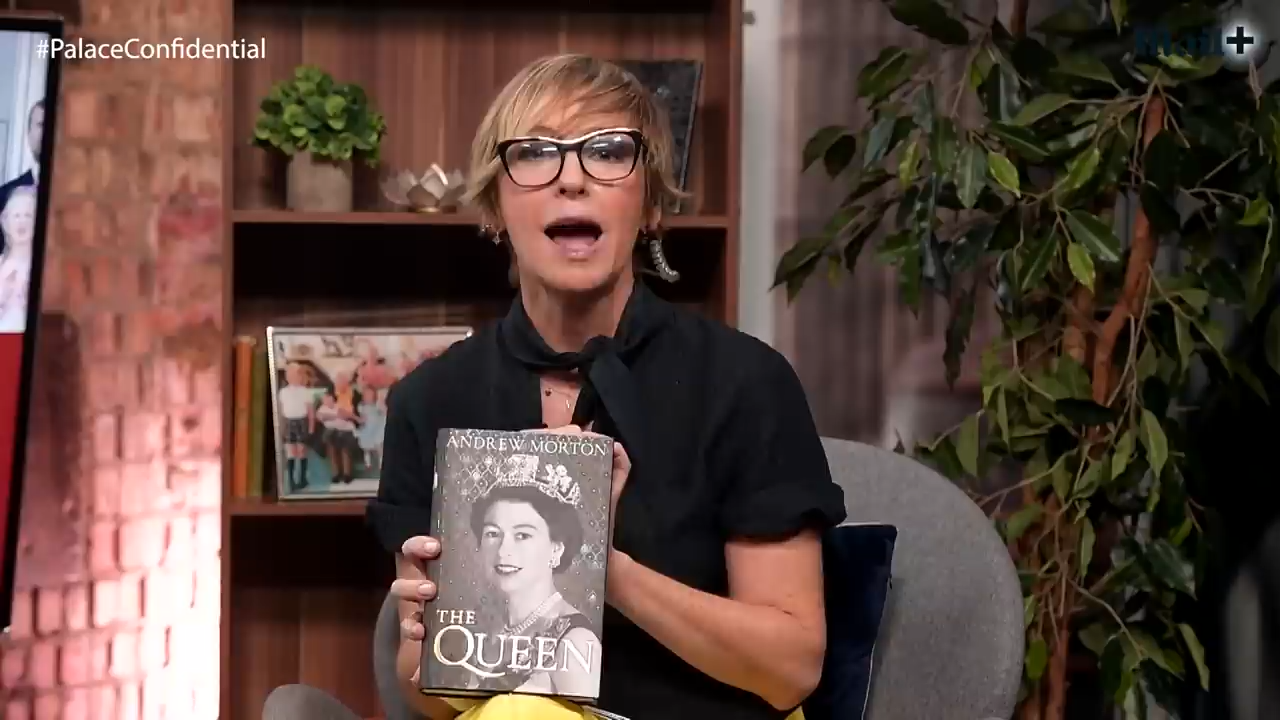 #PalaceConfidential
Mail+
ANDREW MORTON
THE
QUEEN